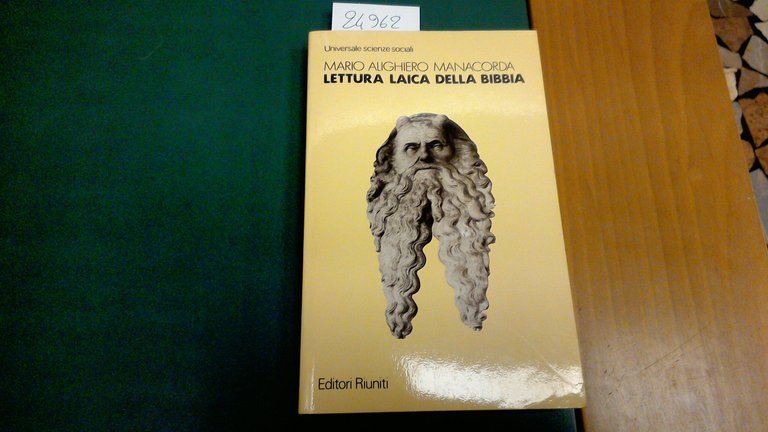 24962
Universale scienze sociali
MARIO ALIGHIERO MANACORDA
LETTURA LAICA DELLA BIBBIA
Editori Riuniti